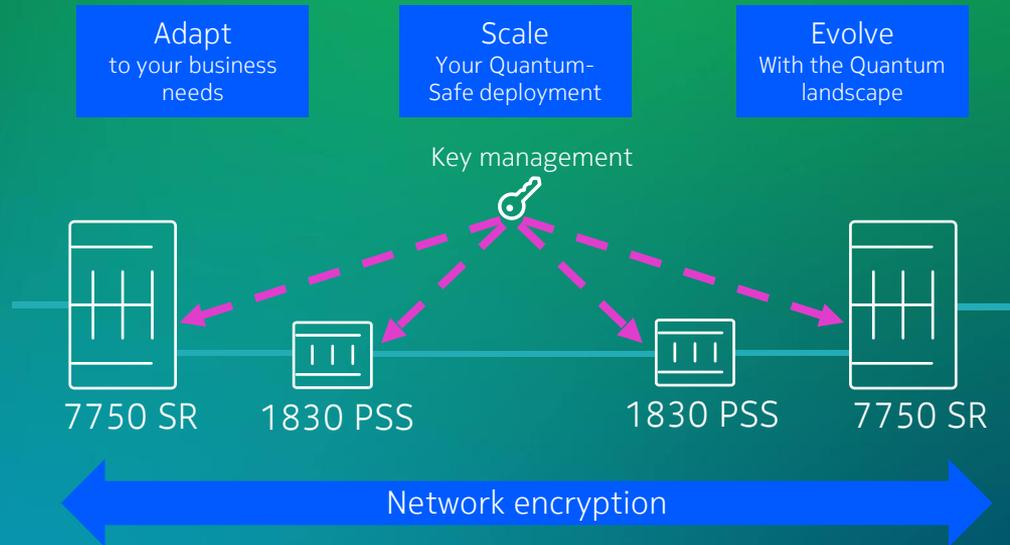 Adapt
to your business
needs
Scale
Your Quantum-
Safe deployment
Evolve
With the Quantum
landscape
Key management
7750 SR
1830 PSS
1830 PSS
7750 SR
Network encryption